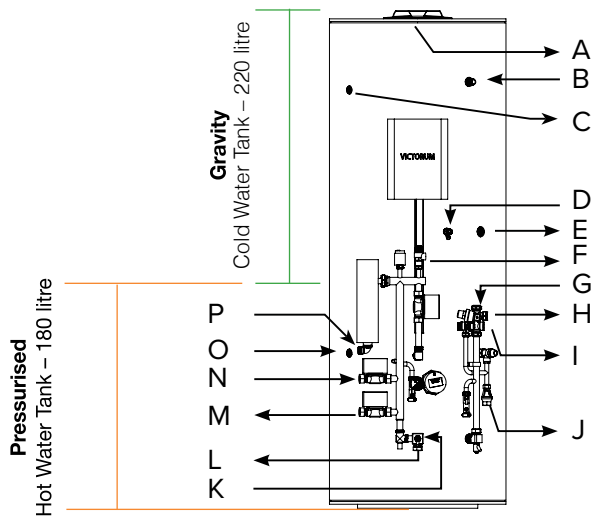 Gravity
Cold Water Tank – 220 litre
Pressurised
Hot Water Tank – 180 litre
VICTORUM
A
B
C
D
E
F
G
H
I
J
P
O
N
M
L
K